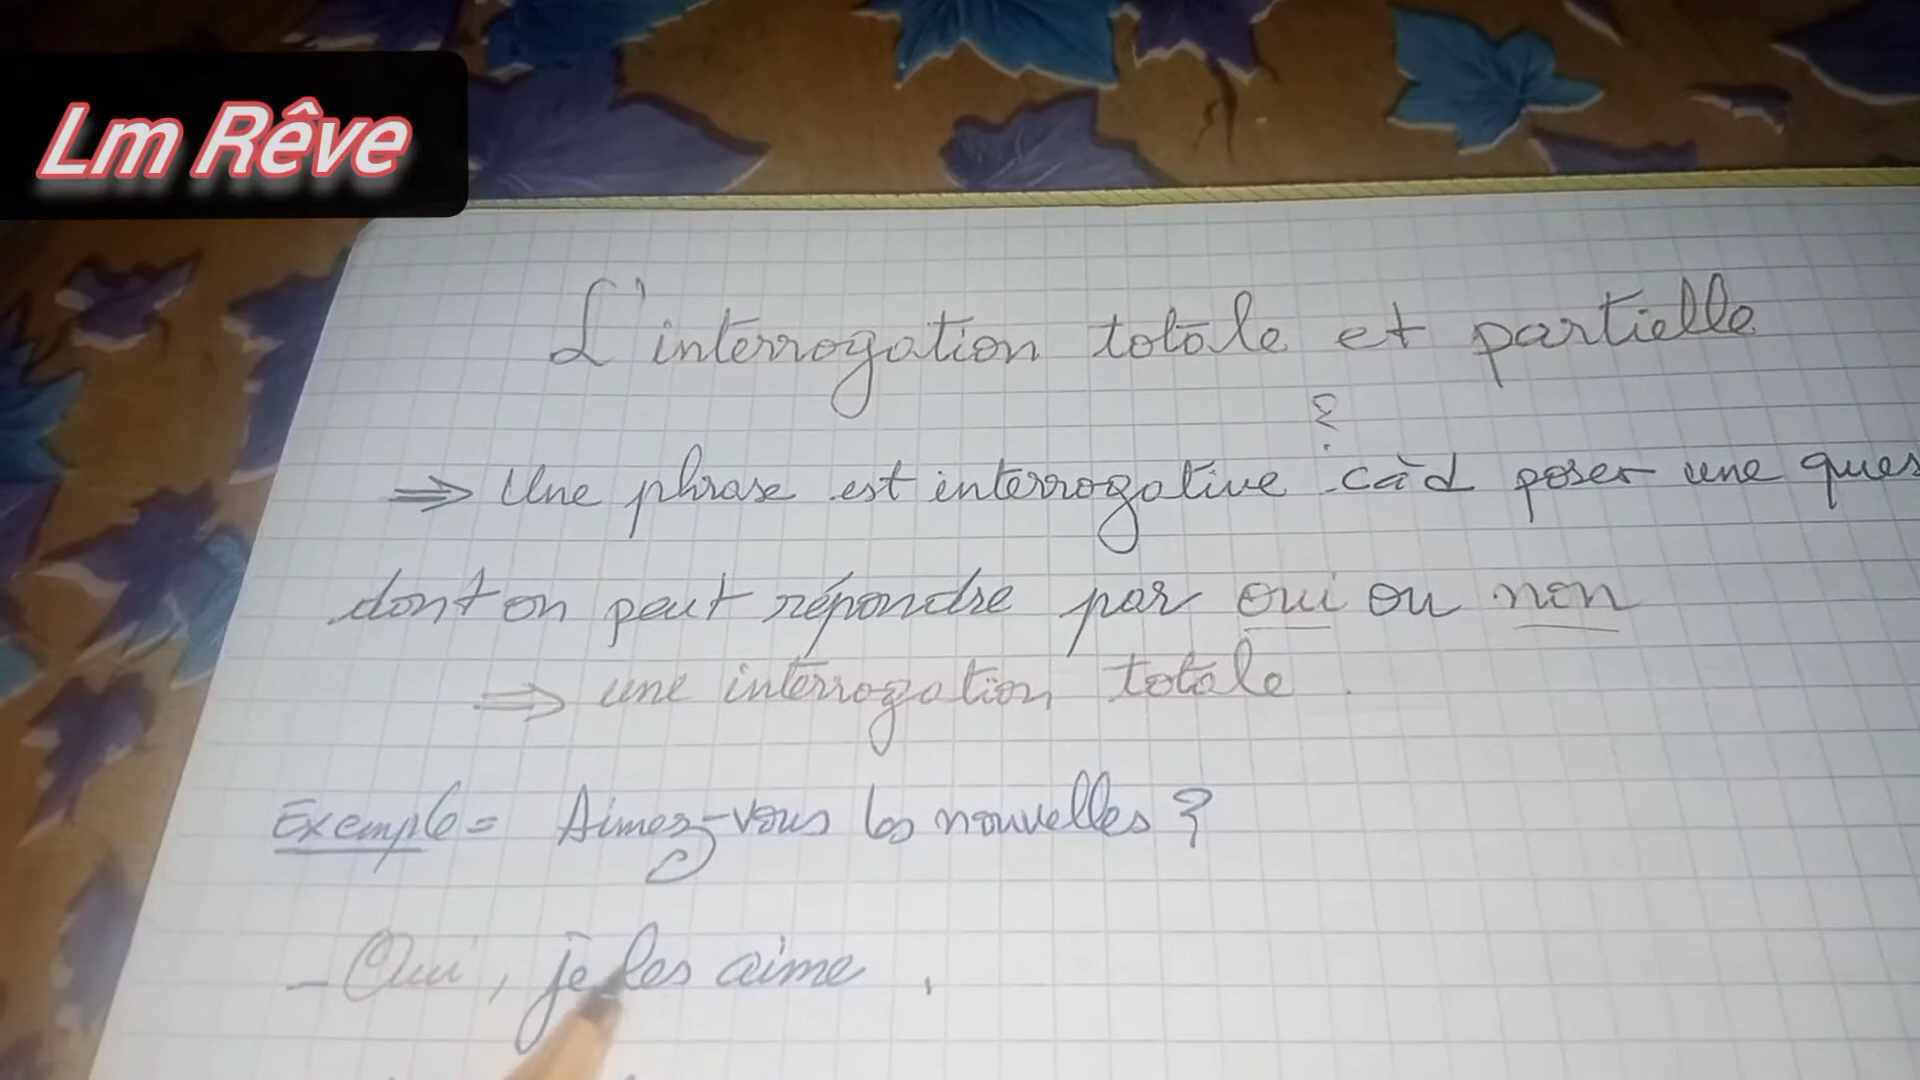 Lm Rêve
L'interrogation totale et partielle
?
⇒ Une phrase est interrogative càd poser une ques
dont on peut répondre par oui ou non
⇒ une interrogation totale.
Exemple = Aimez-vous les nouvelles ?
- Oui, je les aime.